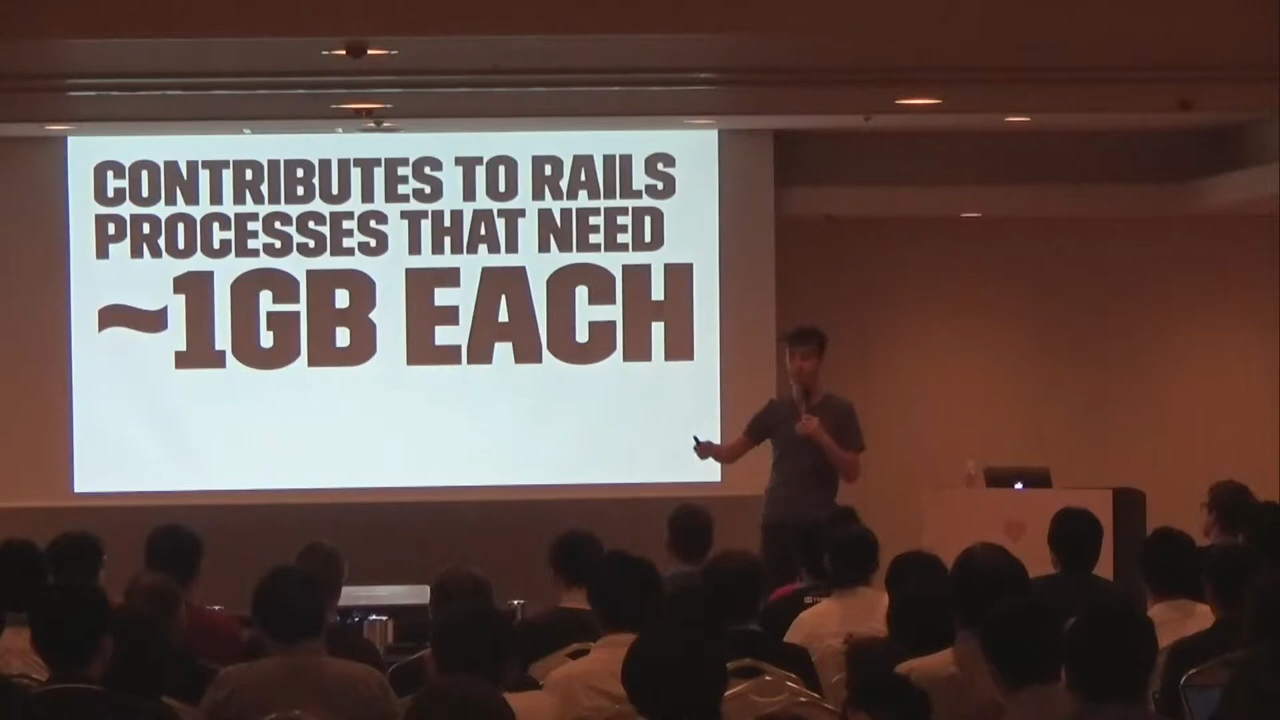 CONTRIBUTES TO RAILS
PROCESSES THAT NEED
~1GB EACH